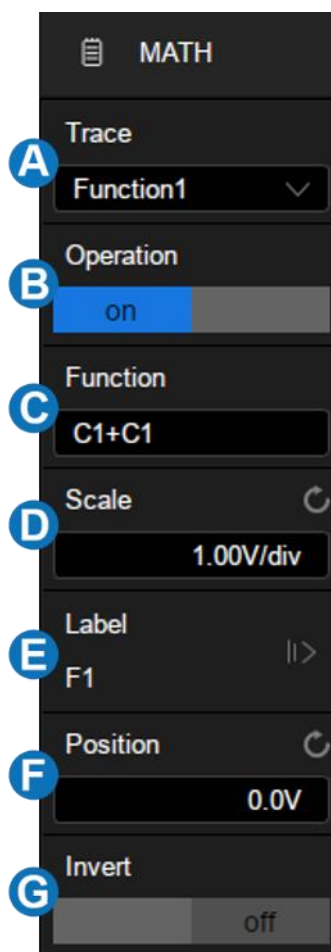 MATH
Trace
A
Function1
Operation
B
on
Function
C
C1+C1
Scale
D
1.00V/div
Label
E
F1
Position
F
0.0V
Invert
G
off